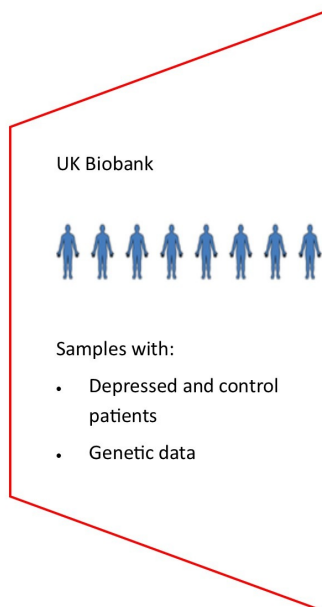 UK Biobank
Samples with:
• Depressed and control
patients
• Genetic data